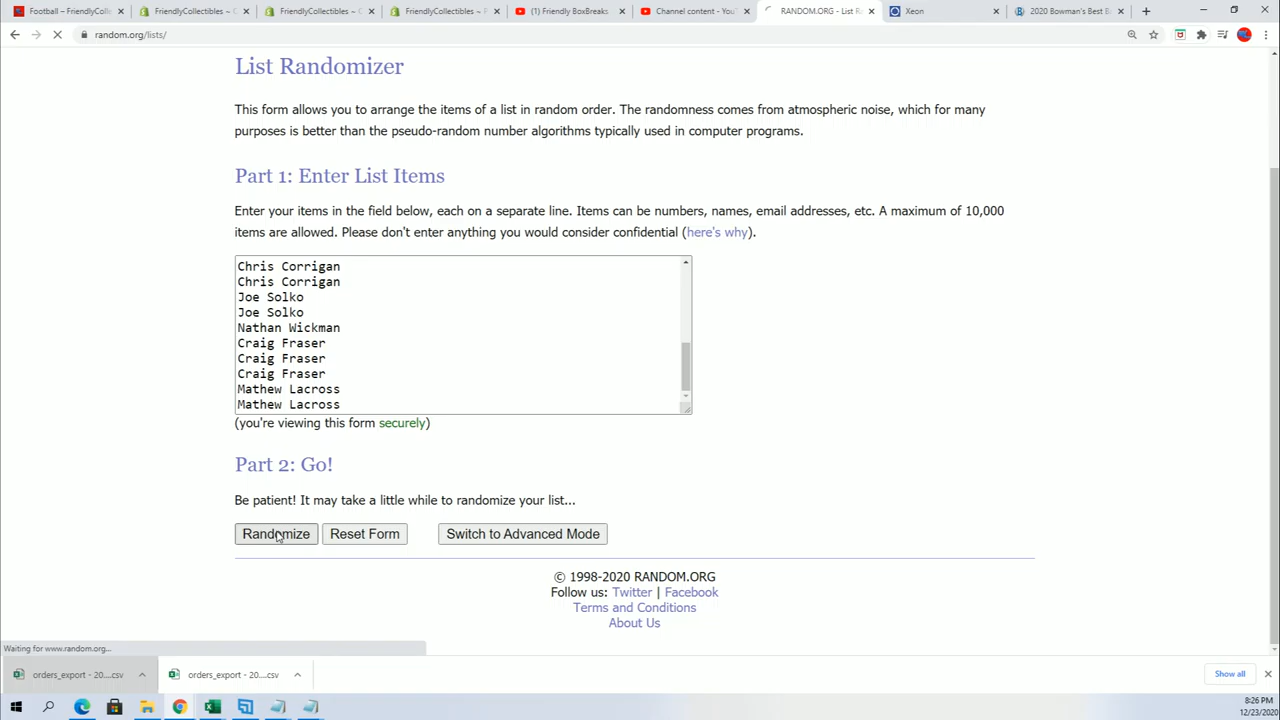 Football – FriendlyColle
FriendlyCollectibles ~ C
FriendlyCollectibles ~ C
FriendlyCollectibles ~ P
(1) Friendly BoxBreaks
Channel content - YouT
RANDOM.ORG - List R
Xeon
2020 Bowman's Best B
random.org/lists/
List Randomizer
This form allows you to arrange the items of a list in random order. The randomness comes from atmospheric noise, which for many
purposes is better than the pseudo-random number algorithms typically used in computer programs.
Part 1: Enter List Items
Enter your items in the field below, each on a separate line. Items can be numbers, names, email addresses, etc. A maximum of 10,000
items are allowed. Please don't enter anything you would consider confidential (here's why).
Chris Corrigan
Chris Corrigan
Joe Solko
Joe Solko
Nathan Wickman
Craig Fraser
Craig Fraser
Craig Fraser
Mathew Lacross
Mathew Lacross
(you're viewing this form securely)
Part 2: Go!
Be patient! It may take a little while to randomize your list...
Randomize Reset Form Switch to Advanced Mode
© 1998-2020 RANDOM.ORG
Follow us: Twitter | Facebook
Terms and Conditions
About Us
Waiting for www.random.org...
orders_export - 20....csv
orders_export - 20....csv
Show all
8:26 PM
12/23/2020